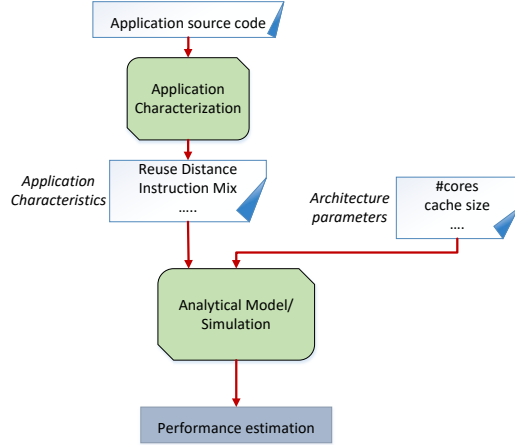 Application source code
Application
Characterization
Application
Characteristics
Reuse Distance
Instruction Mix
.....
Architecture
parameters
#cores
cache size
....
Analytical Model/
Simulation
Performance estimation